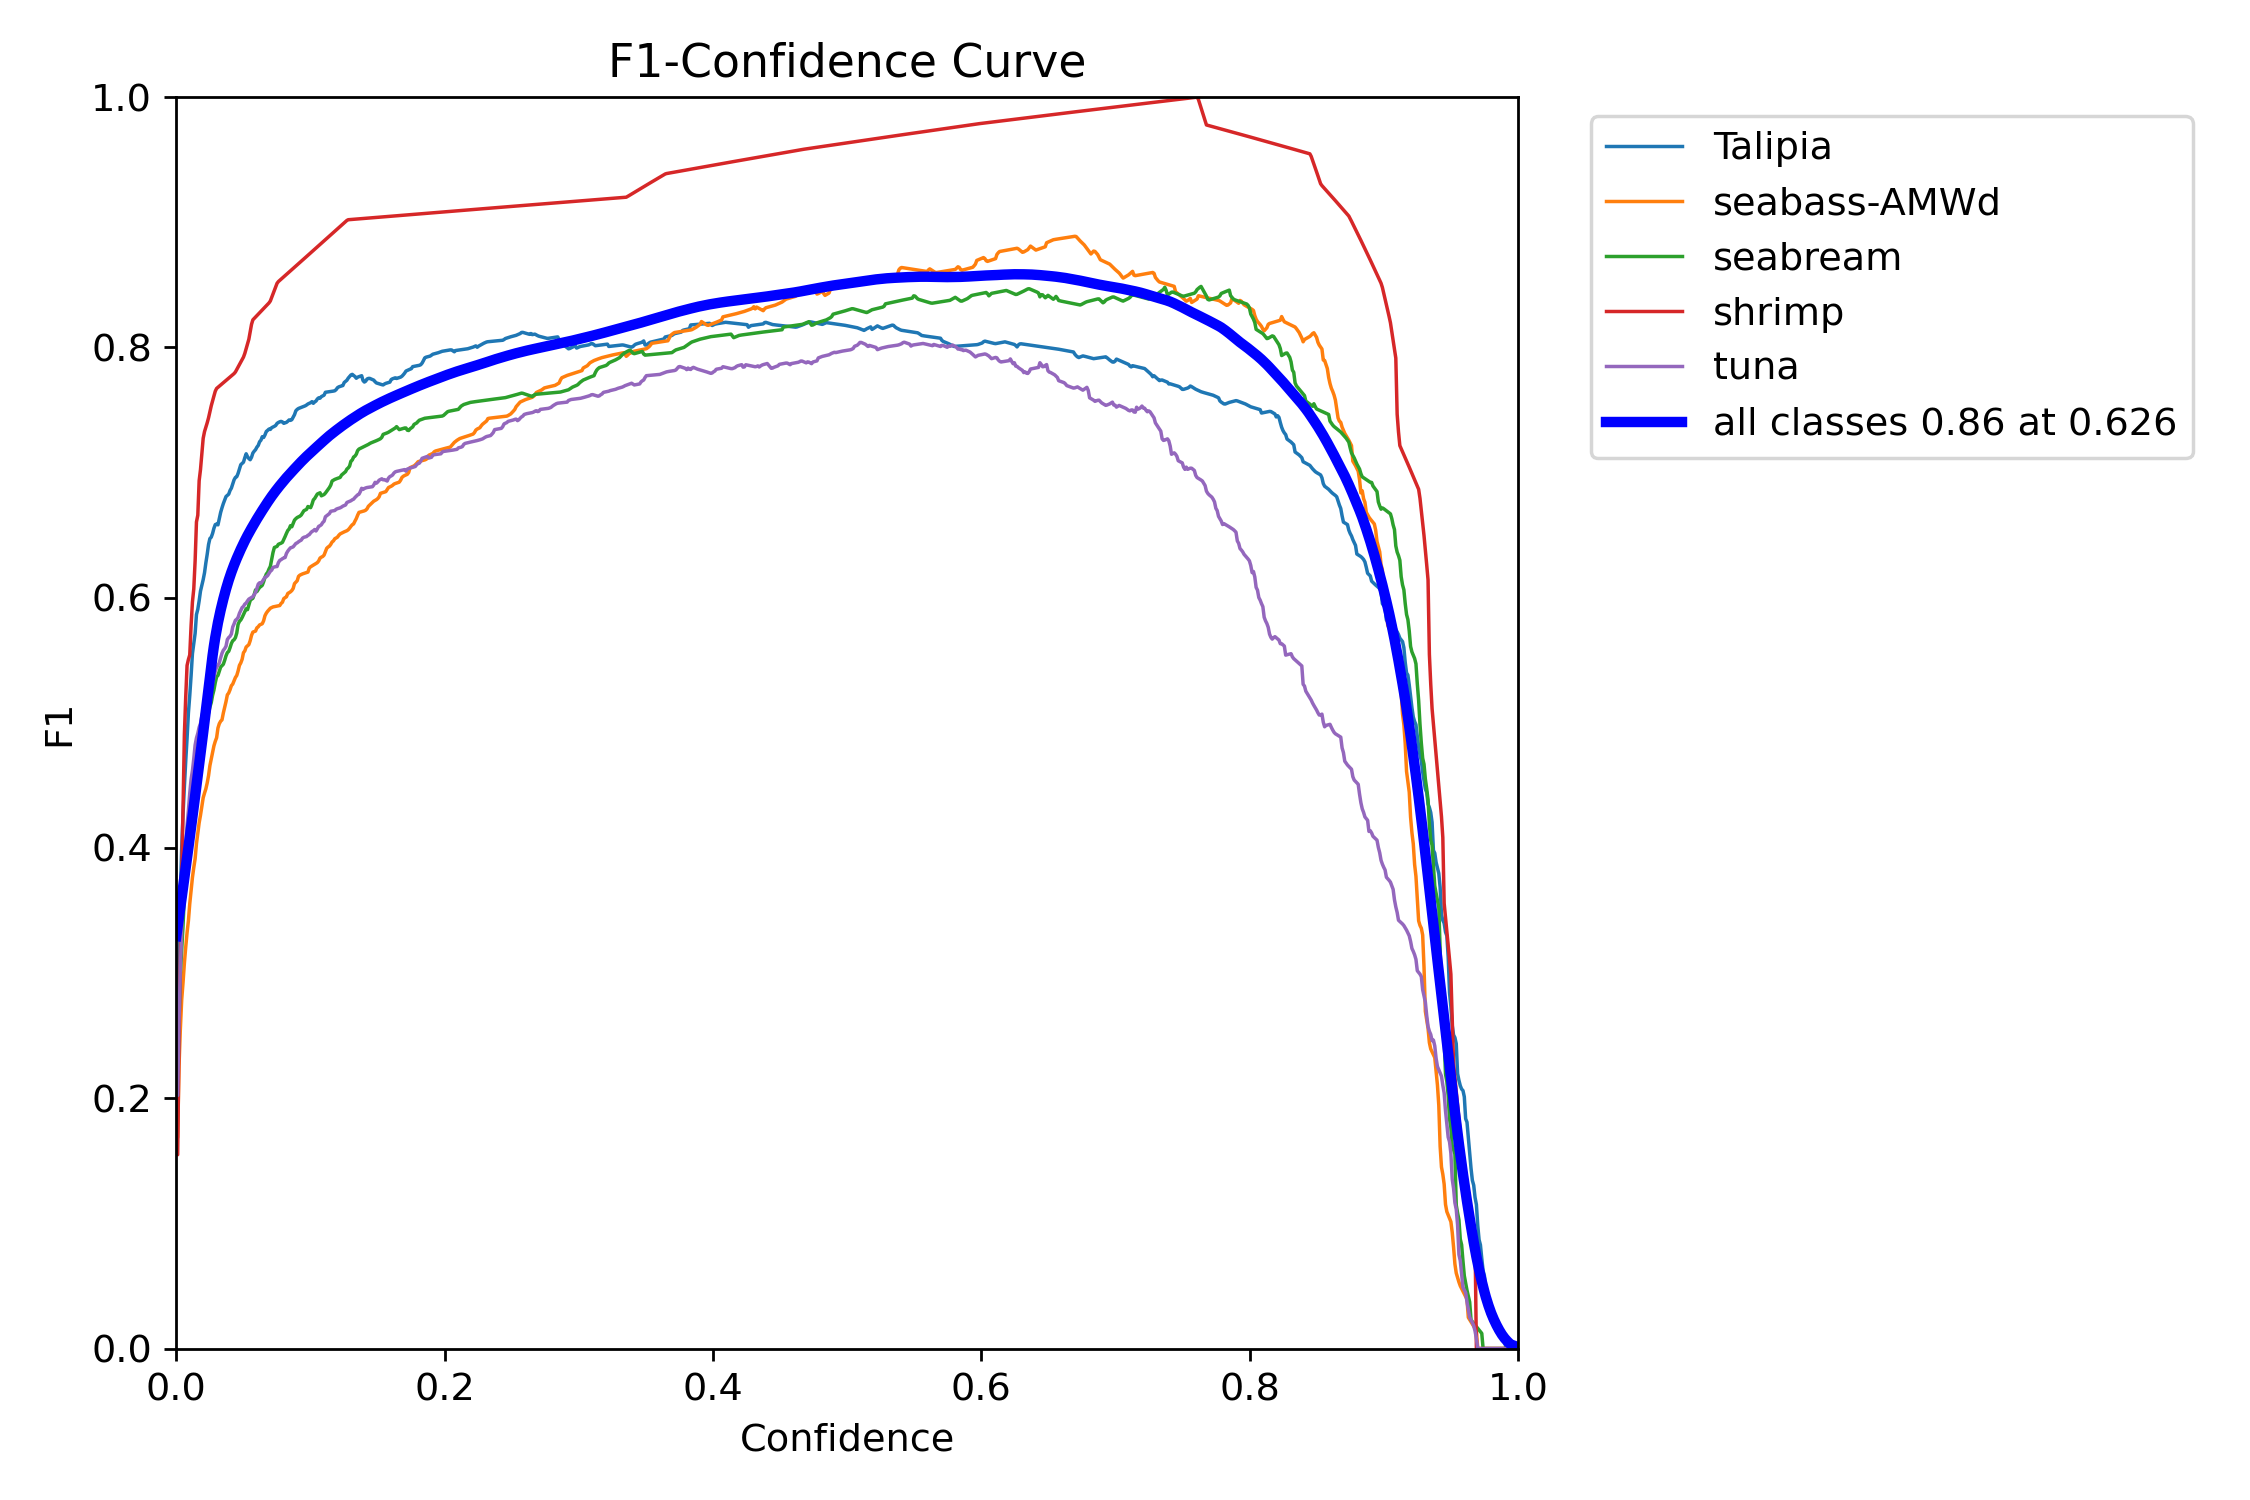 F1-Confidence Curve
1.0
0.8
0.6
0.4
0.2
0.0
F1
0.0 0.2 0.4 0.6 0.8 1.0
Confidence
Talipia
seabass-AMWd
seabream
shrimp
tuna
all classes 0.86 at 0.626